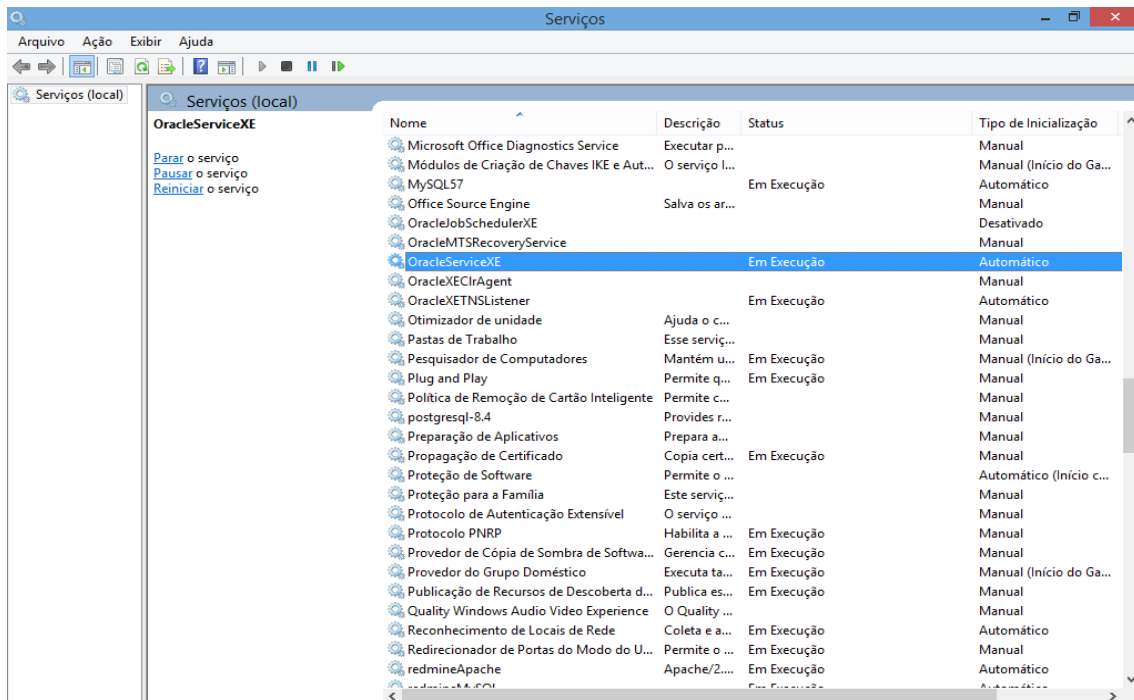 Serviços
Arquivo Ação Exibir Ajuda
Serviços (local)
Serviços (local)
OracleServiceXE
Parar o serviço
Pausar o serviço
Reiniciar o serviço
Nome Descrição Status Tipo de Inicialização
Microsoft Office Diagnostics Service Executar p... Manual
Módulos de Criação de Chaves IKE e Aut... O serviço I... Manual (Início do Ga...
MySQL57 Em Execução Automático
Office Source Engine Salva os ar... Manual
OracleJobSchedulerXE Desativado
OracleMTSRecoveryService Manual
OracleServiceXE Em Execução Automático
OracleXEClrAgent Manual
OracleXETNSListener Em Execução Automático
Otimizador de unidade Ajuda o c... Manual
Pastas de Trabalho Esse serviç... Manual
Pesquisador de Computadores Mantém u... Em Execução Manual (Início do Ga...
Plug and Play Permite q... Em Execução Manual
Política de Remoção de Cartão Inteligente Permite c... Manual
postgresql-8.4 Provides r... Manual
Preparação de Aplicativos Prepara a... Manual
Propagação de Certificado Copia cert... Em Execução Manual
Proteção de Software Permite o ... Automático (Início c...
Proteção para a Família Este serviç... Manual
Protocolo de Autenticação Extensível O serviço ... Manual
Protocolo PNRP Habilita a ... Em Execução Manual
Provedor de Cópia de Sombra de Softwa... Gerencia c... Em Execução Manual
Provedor do Grupo Doméstico Executa ta... Em Execução Manual (Início do Ga...
Publicação de Recursos de Descoberta d... Publica es... Em Execução Manual
Quality Windows Audio Video Experience O Quality ... Manual
Reconhecimento de Locais de Rede Coleta e a... Em Execução Automático
Redirecionador de Portas do Modo do U... Permite o ... Em Execução Manual
redmineApache Apache/2.... Em Execução Automático
redmineMySQL Em Execução Automático